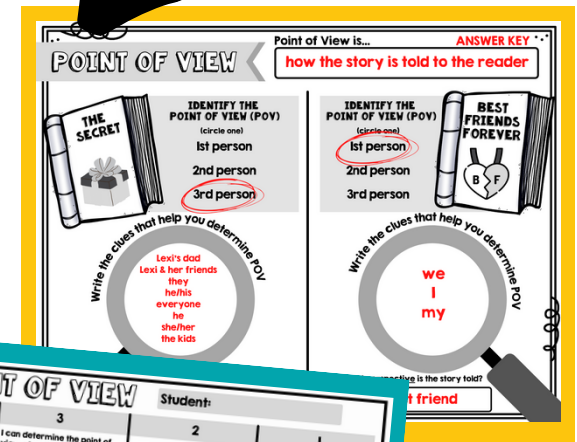 Point of View is...
ANSWER KEY
POINT OF VIEW
how the story is told to the reader
THE
SECRET
IDENTIFY THE
POINT OF VIEW (POV)
(circle one)
1st person
2nd person
3rd person
Write the clues that help you determine POV
Lexi's dad
Lexi & her friends
they
he/his
everyone
he
she/her
the kids
IDENTIFY THE
POINT OF VIEW (POV)
(circle one)
1st person
2nd person
3rd person
BEST
FRIENDS
FOREVER
B F
Write the clues that help you determine POV
we
I
my
is the story told?
friend
OF VIEW
Student:
3
2
I can determine the point of